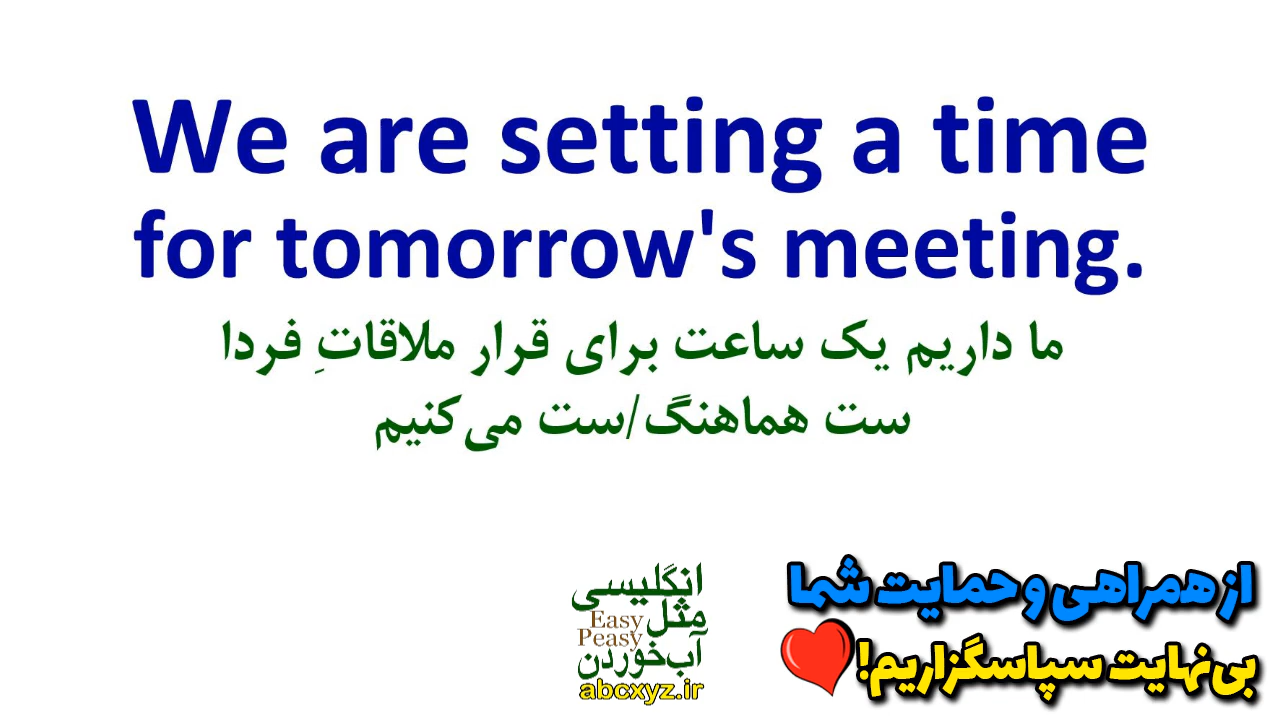 We are setting a time
for tomorrow's meeting.
ما داریم یک ساعت برای قرار ملاقاتِ فردا
ست هماهنگ/ست می‌کنیم
انگلیسی
مثل
Easy
Peasy
آب‌خوردن
abcxyz.ir
از همراهی و حمایت شما
بی‌نهایت سپاسگزاریم!